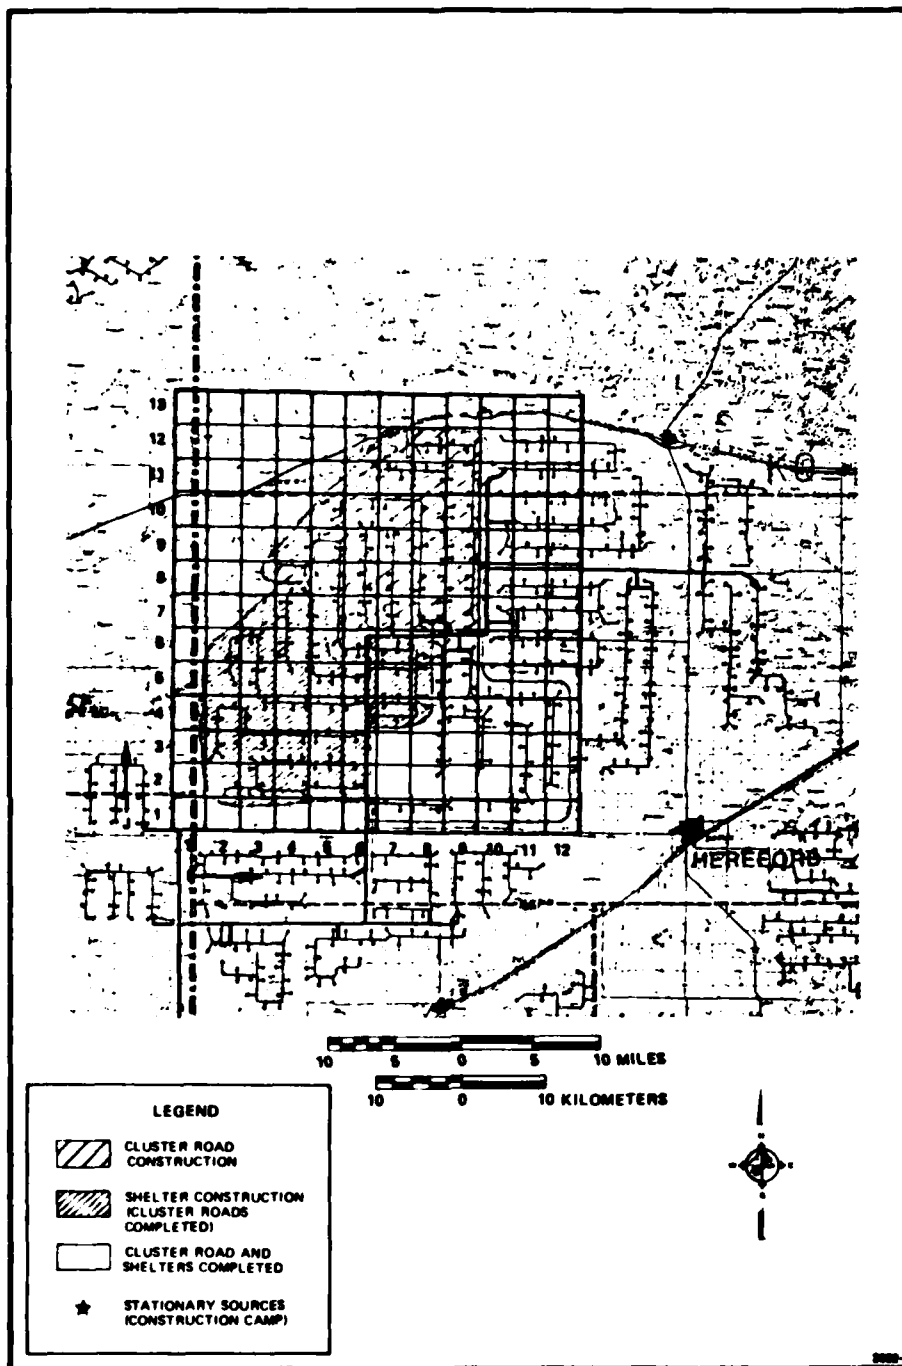 13
12
11
10
9
8
7
6
5
4
3
2
1
2 3 4 5 6 7 8 9 10 11 12
HEREFORD
10 5 0 5 10 MILES
10 0 10 KILOMETERS
LEGEND
CLUSTER ROAD
CONSTRUCTION
SHELTER CONSTRUCTION
(CLUSTER ROADS
COMPLETED)
CLUSTER ROAD AND
SHELTERS COMPLETED
STATIONARY SOURCES
(CONSTRUCTION CAMP)